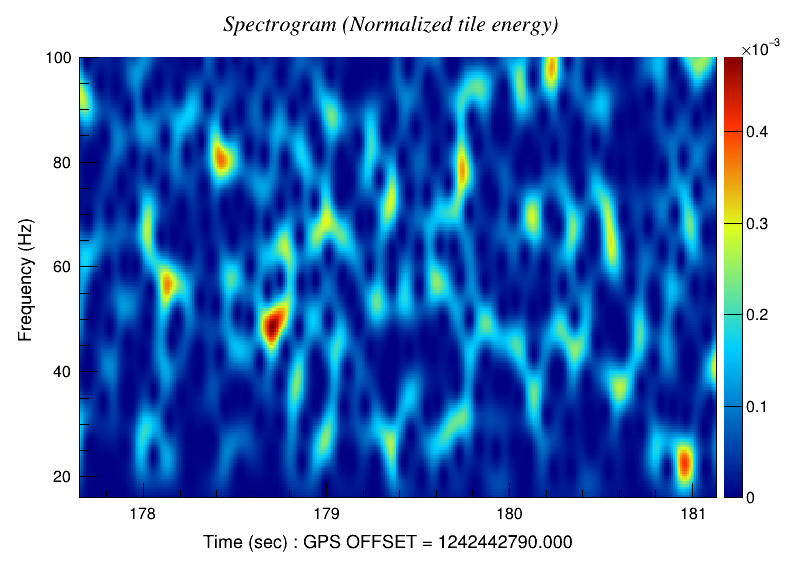 Spectrogram (Normalized tile energy)
×10⁻³
100
80
60
40
20
Frequency (Hz)
0.4
0.3
0.2
0.1
0
178 179 180 181
Time (sec) : GPS OFFSET = 1242442790.000